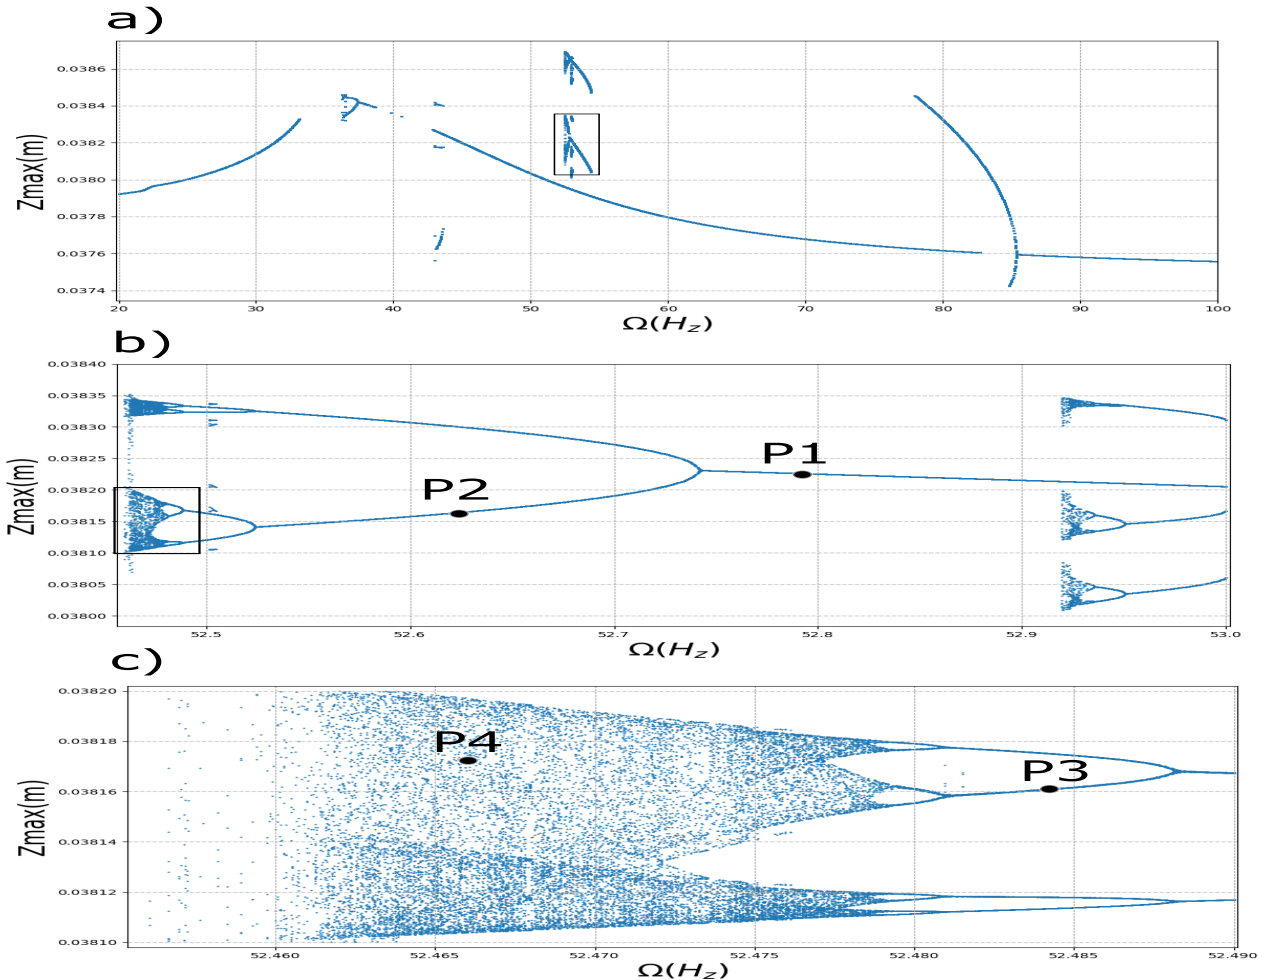 a)
0.0386
0.0384
0.0382
0.0380
0.0378
0.0376
0.0374
Zmax(m)
20 30 40 50 60 70 80 90 100
Ω(Hz)
b)
0.03840
0.03835
0.03830
0.03825
0.03820
0.03815
0.03810
0.03805
0.03800
Zmax(m)
P1
P2
52.5 52.6 52.7 52.8 52.9 53.0
Ω(Hz)
c)
0.03820
0.03818
0.03816
0.03814
0.03812
0.03810
Zmax(m)
P4
P3
52.460 52.465 52.470 52.475 52.480 52.485 52.490
Ω(Hz)